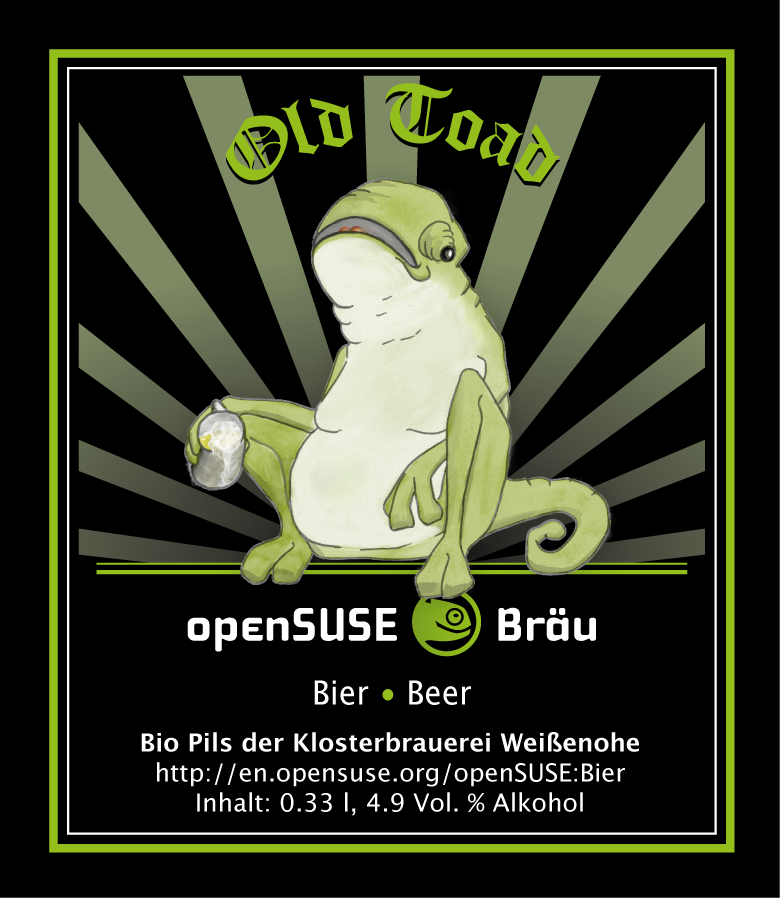 Old Toad
openSUSE Bräu
Bier • Beer
Bio Pils der Klosterbrauerei Weißenohe
http://en.opensuse.org/openSUSE:Bier
Inhalt: 0.33 l, 4.9 Vol. % Alkohol